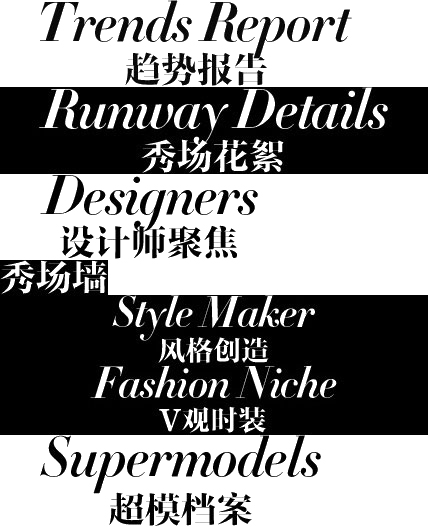 Trends Report
趋势报告
Runway Details
秀场花絮
Designers
设计师聚焦
秀场墙
Style Maker
风格创造
Fashion Niche
V观时装
Supermodels
超模档案